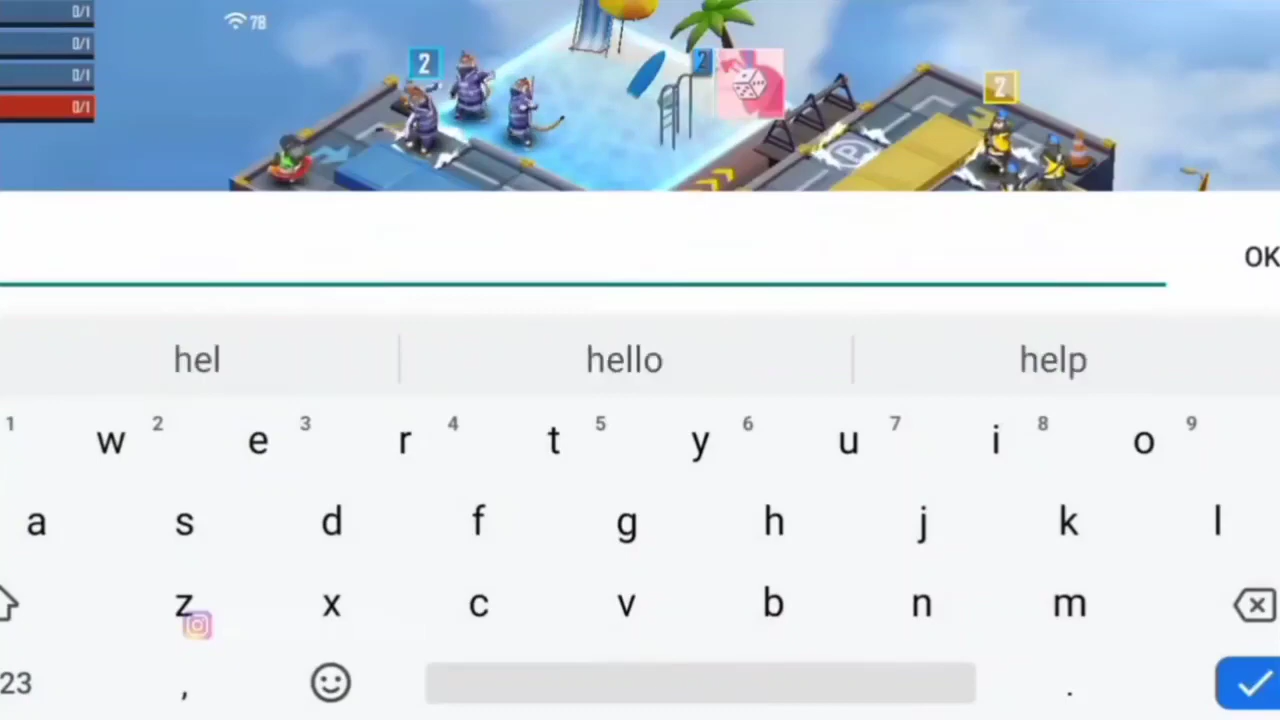 0/1
78
0/1
0/1
0/1
2
2
2
P
OK
hel hello help
1 2 3 4 5 6 7 8 9
w e r t y u i o
a s d f g h j k l
z x c v b n m
23 , .